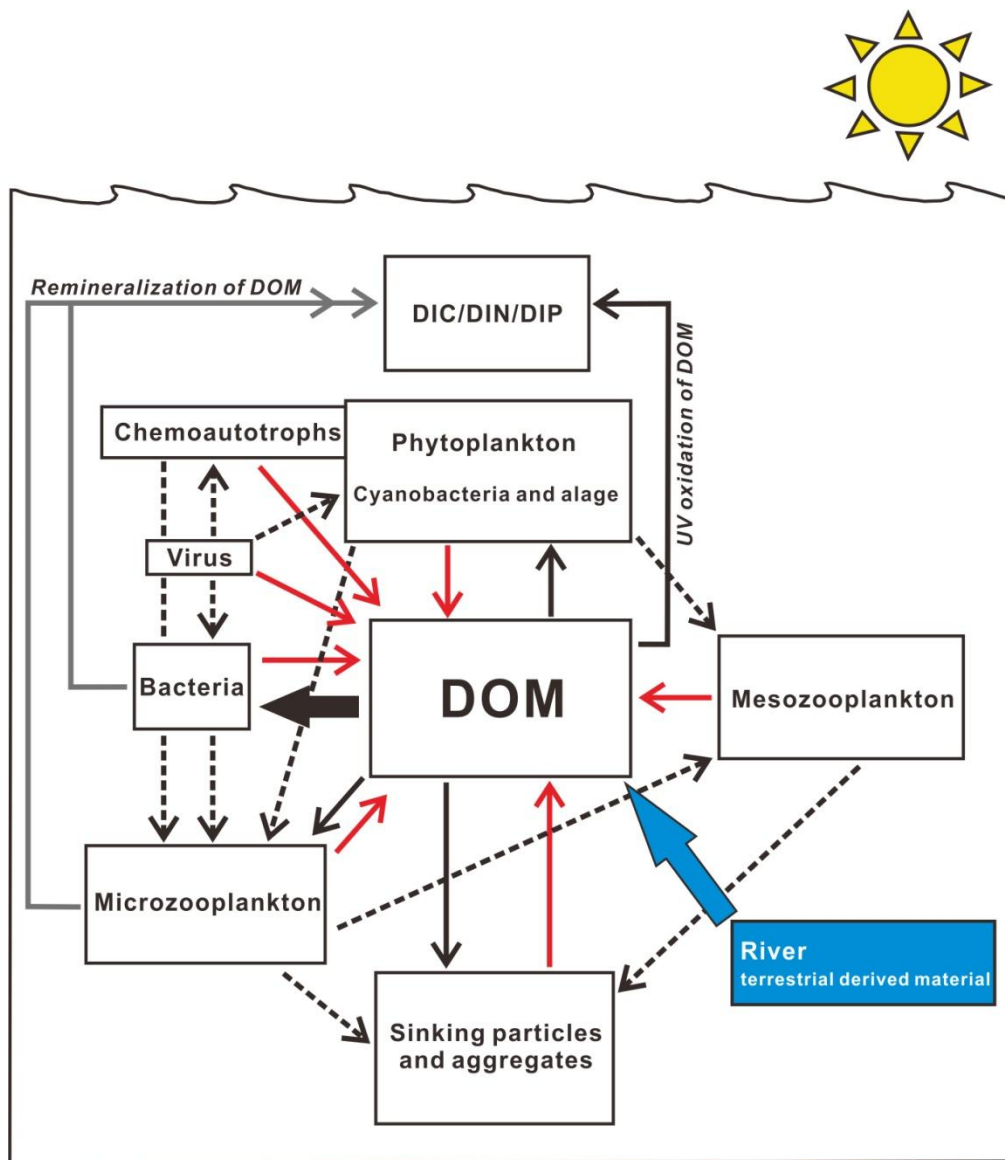 Remineralization of DOM
DIC/DIN/DIP
UV oxidation of DOM
Chemoautotrophs
Phytoplankton
Cyanobacteria and alage
Virus
Bacteria
DOM
Mesozooplankton
Microzooplankton
River
terrestrial derived material
Sinking particles
and aggregates